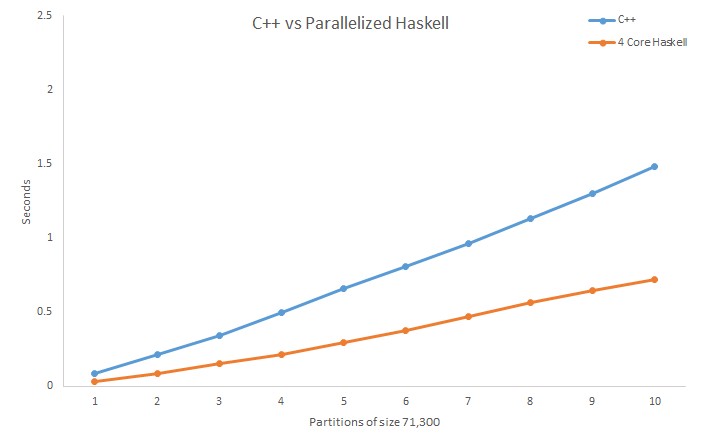 C++ vs Parallelized Haskell
C++
4 Core Haskell
2.5
2
1.5
1
0.5
0
Seconds
1 2 3 4 5 6 7 8 9 10
Partitions of size 71,300